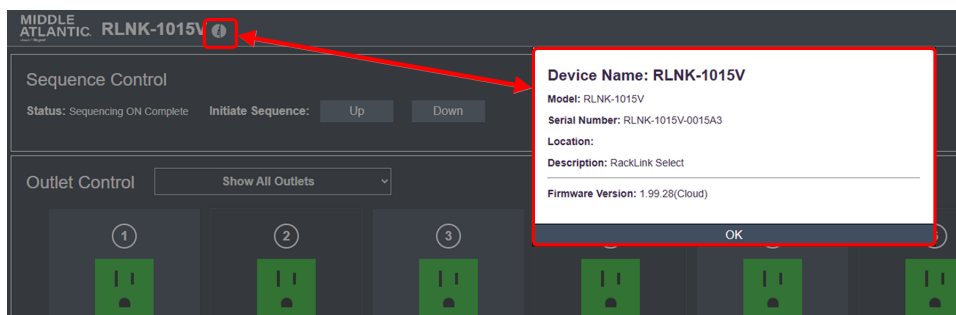 MIDDLE
ATLANTIC
RLNK-1015V i
Sequence Control
Status: Sequencing ON Complete Initiate Sequence: Up Down
Outlet Control Show All Outlets
1 2 3
Device Name: RLNK-1015V
Model: RLNK-1015V
Serial Number: RLNK-1015V-0015A3
Location:
Description: RackLink Select
Firmware Version: 1.99.28(Cloud)
OK